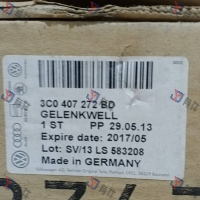 3C0 407 272 BD
GELENKWELL
1 ST PP 29.05.13
Expire date: 2017/05
Lot: SV/13 LS 583208
Made in GERMANY